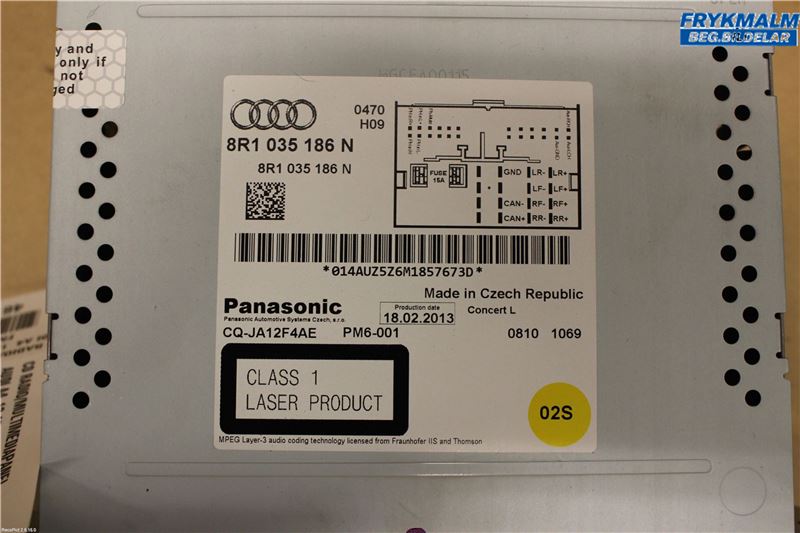 FRYKMALM
BEG.BILDELAR
y and
only if
not
ged
0470
H09
8R1 035 186 N
8R1 035 186 N
FUSE
15A
GND LR- LR+
+ LF- LF+
CAN- RF- RF+
CAN+ RR- RR+
*014AUZ5Z6M1857673D*
Made in Czech Republic
Panasonic
Panasonic Automotive Systems Czech, s.r.o.
Production date
18.02.2013
Concert L
CQ-JA12F4AE PM6-001
0810 1069
CLASS 1
LASER PRODUCT
02S
MPEG Layer-3 audio coding technology licensed from Fraunhofer IIS and Thomson